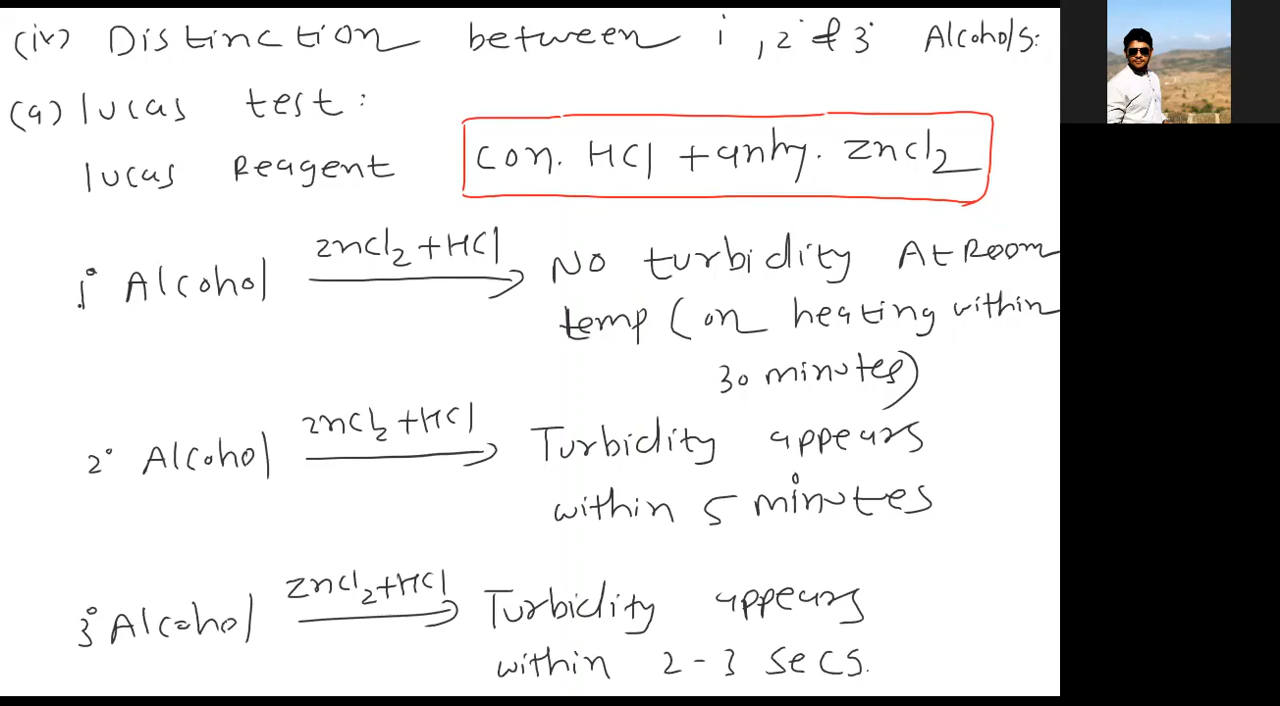 (iv) Distinction between 1°, 2° & 3° Alcohols:
(a) lucas test:
lucas Reagent con. HCl + anhy. ZnCl2
1° Alcohol ZnCl2 + HCl → No turbidity At Room
temp (on heating within
30 minutes)
2° Alcohol ZnCl2 + HCl → Turbidity appears
within 5 minutes
3° Alcohol ZnCl2 + HCl → Turbidity appears
within 2-3 secs.